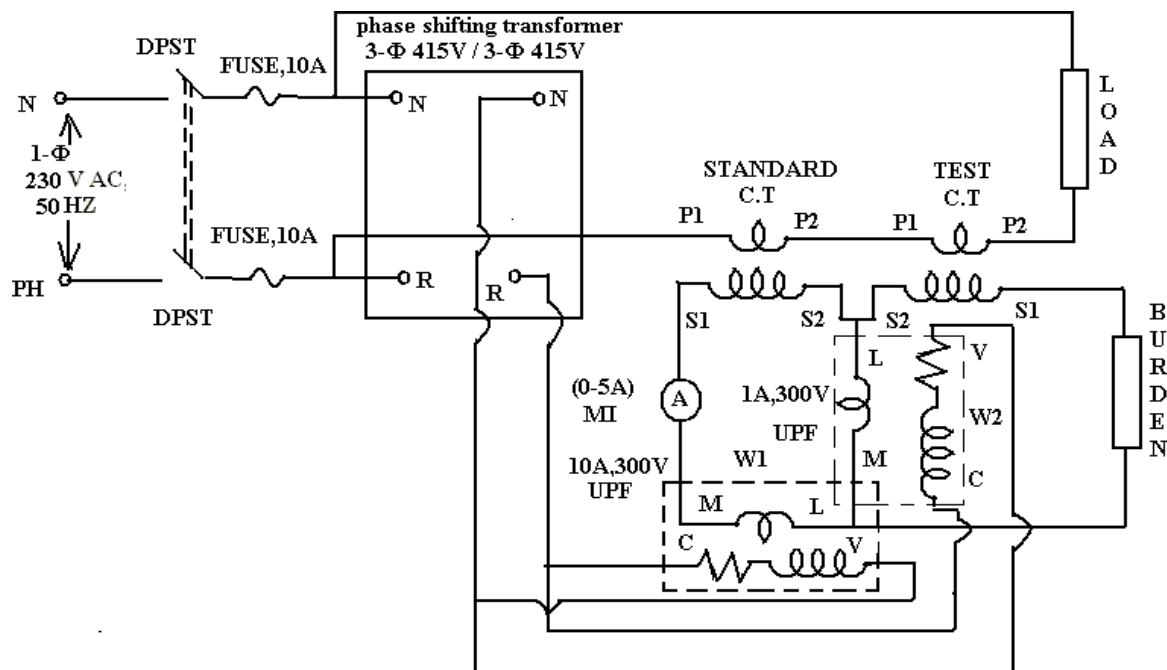 phase shifting transformer
3-Φ 415V / 3-Φ 415V
DPST
FUSE,10A
N
N
N
1-Φ
230 V AC,
50 HZ
PH
FUSE,10A
DPST
R
R
STANDARD
C.T
TEST
C.T
P1
P2
P1
P2
LOAD
S1
S2
S2
S1
BURDEN
(0-5A)
MI
A
L
1A,300V
UPF
M
V
W2
C
10A,300V
UPF
W1
M
L
C
V